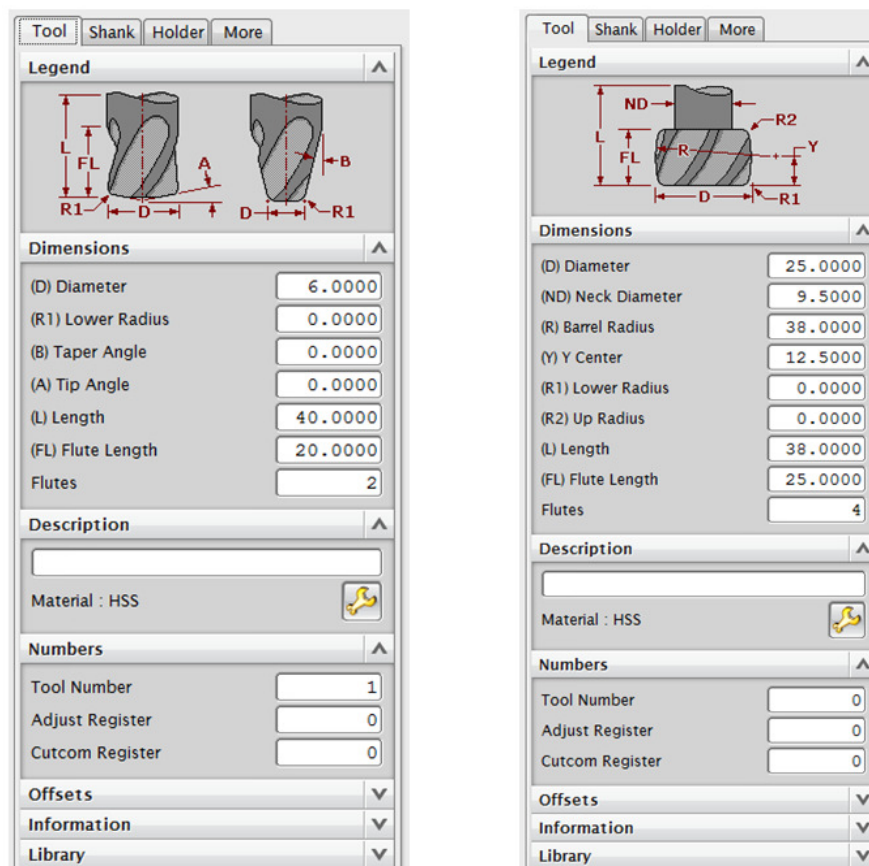 Tool Shank Holder More
Legend
L
FL
R1
D
A
B
D
R1
Dimensions
(D) Diameter 6.0000
(R1) Lower Radius 0.0000
(B) Taper Angle 0.0000
(A) Tip Angle 0.0000
(L) Length 40.0000
(FL) Flute Length 20.0000
Flutes 2
Description
Material : HSS
Numbers
Tool Number 1
Adjust Register 0
Cutcom Register 0
Offsets
Information
Library
Tool Shank Holder More
Legend
ND
R2
L
FL
R
Y
D
R1
Dimensions
(D) Diameter 25.0000
(ND) Neck Diameter 9.5000
(R) Barrel Radius 38.0000
(Y) Y Center 12.5000
(R1) Lower Radius 0.0000
(R2) Up Radius 0.0000
(L) Length 38.0000
(FL) Flute Length 25.0000
Flutes 4
Description
Material : HSS
Numbers
Tool Number 0
Adjust Register 0
Cutcom Register 0
Offsets
Information
Library